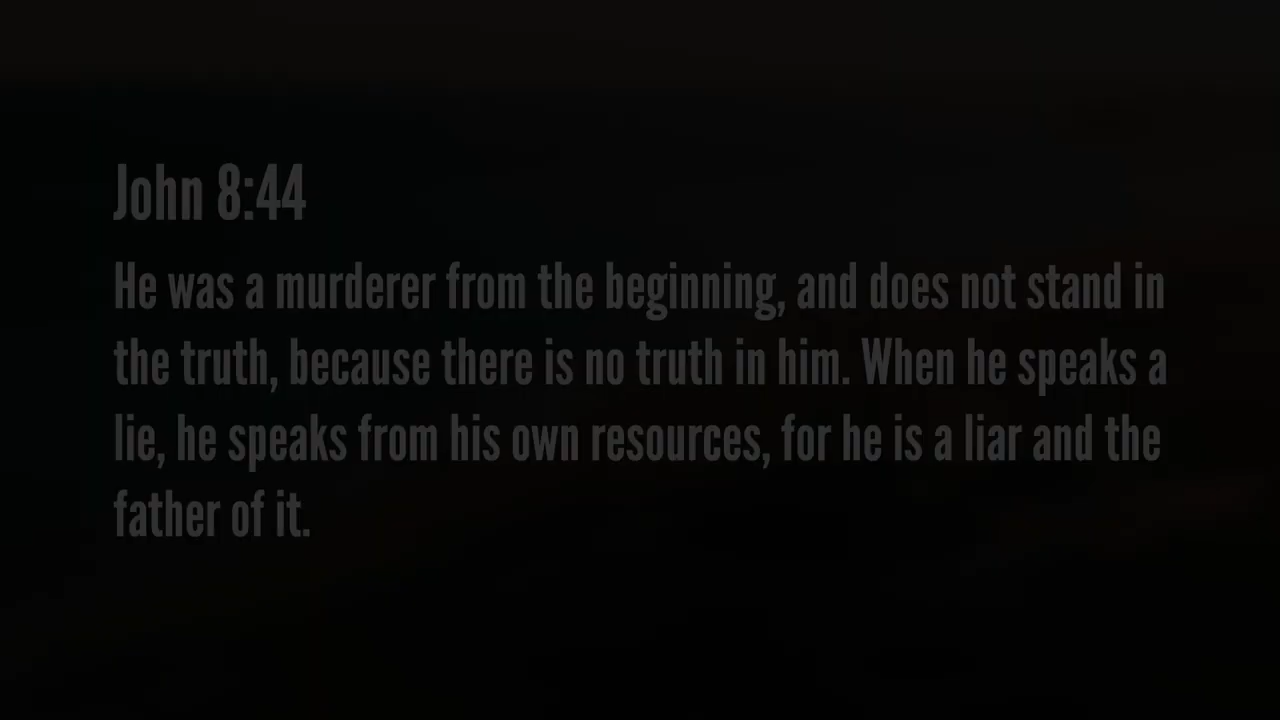 John 8:44
He was a murderer from the beginning, and does not stand in
the truth, because there is no truth in him. When he speaks a
lie, he speaks from his own resources, for he is a liar and the
father of it.